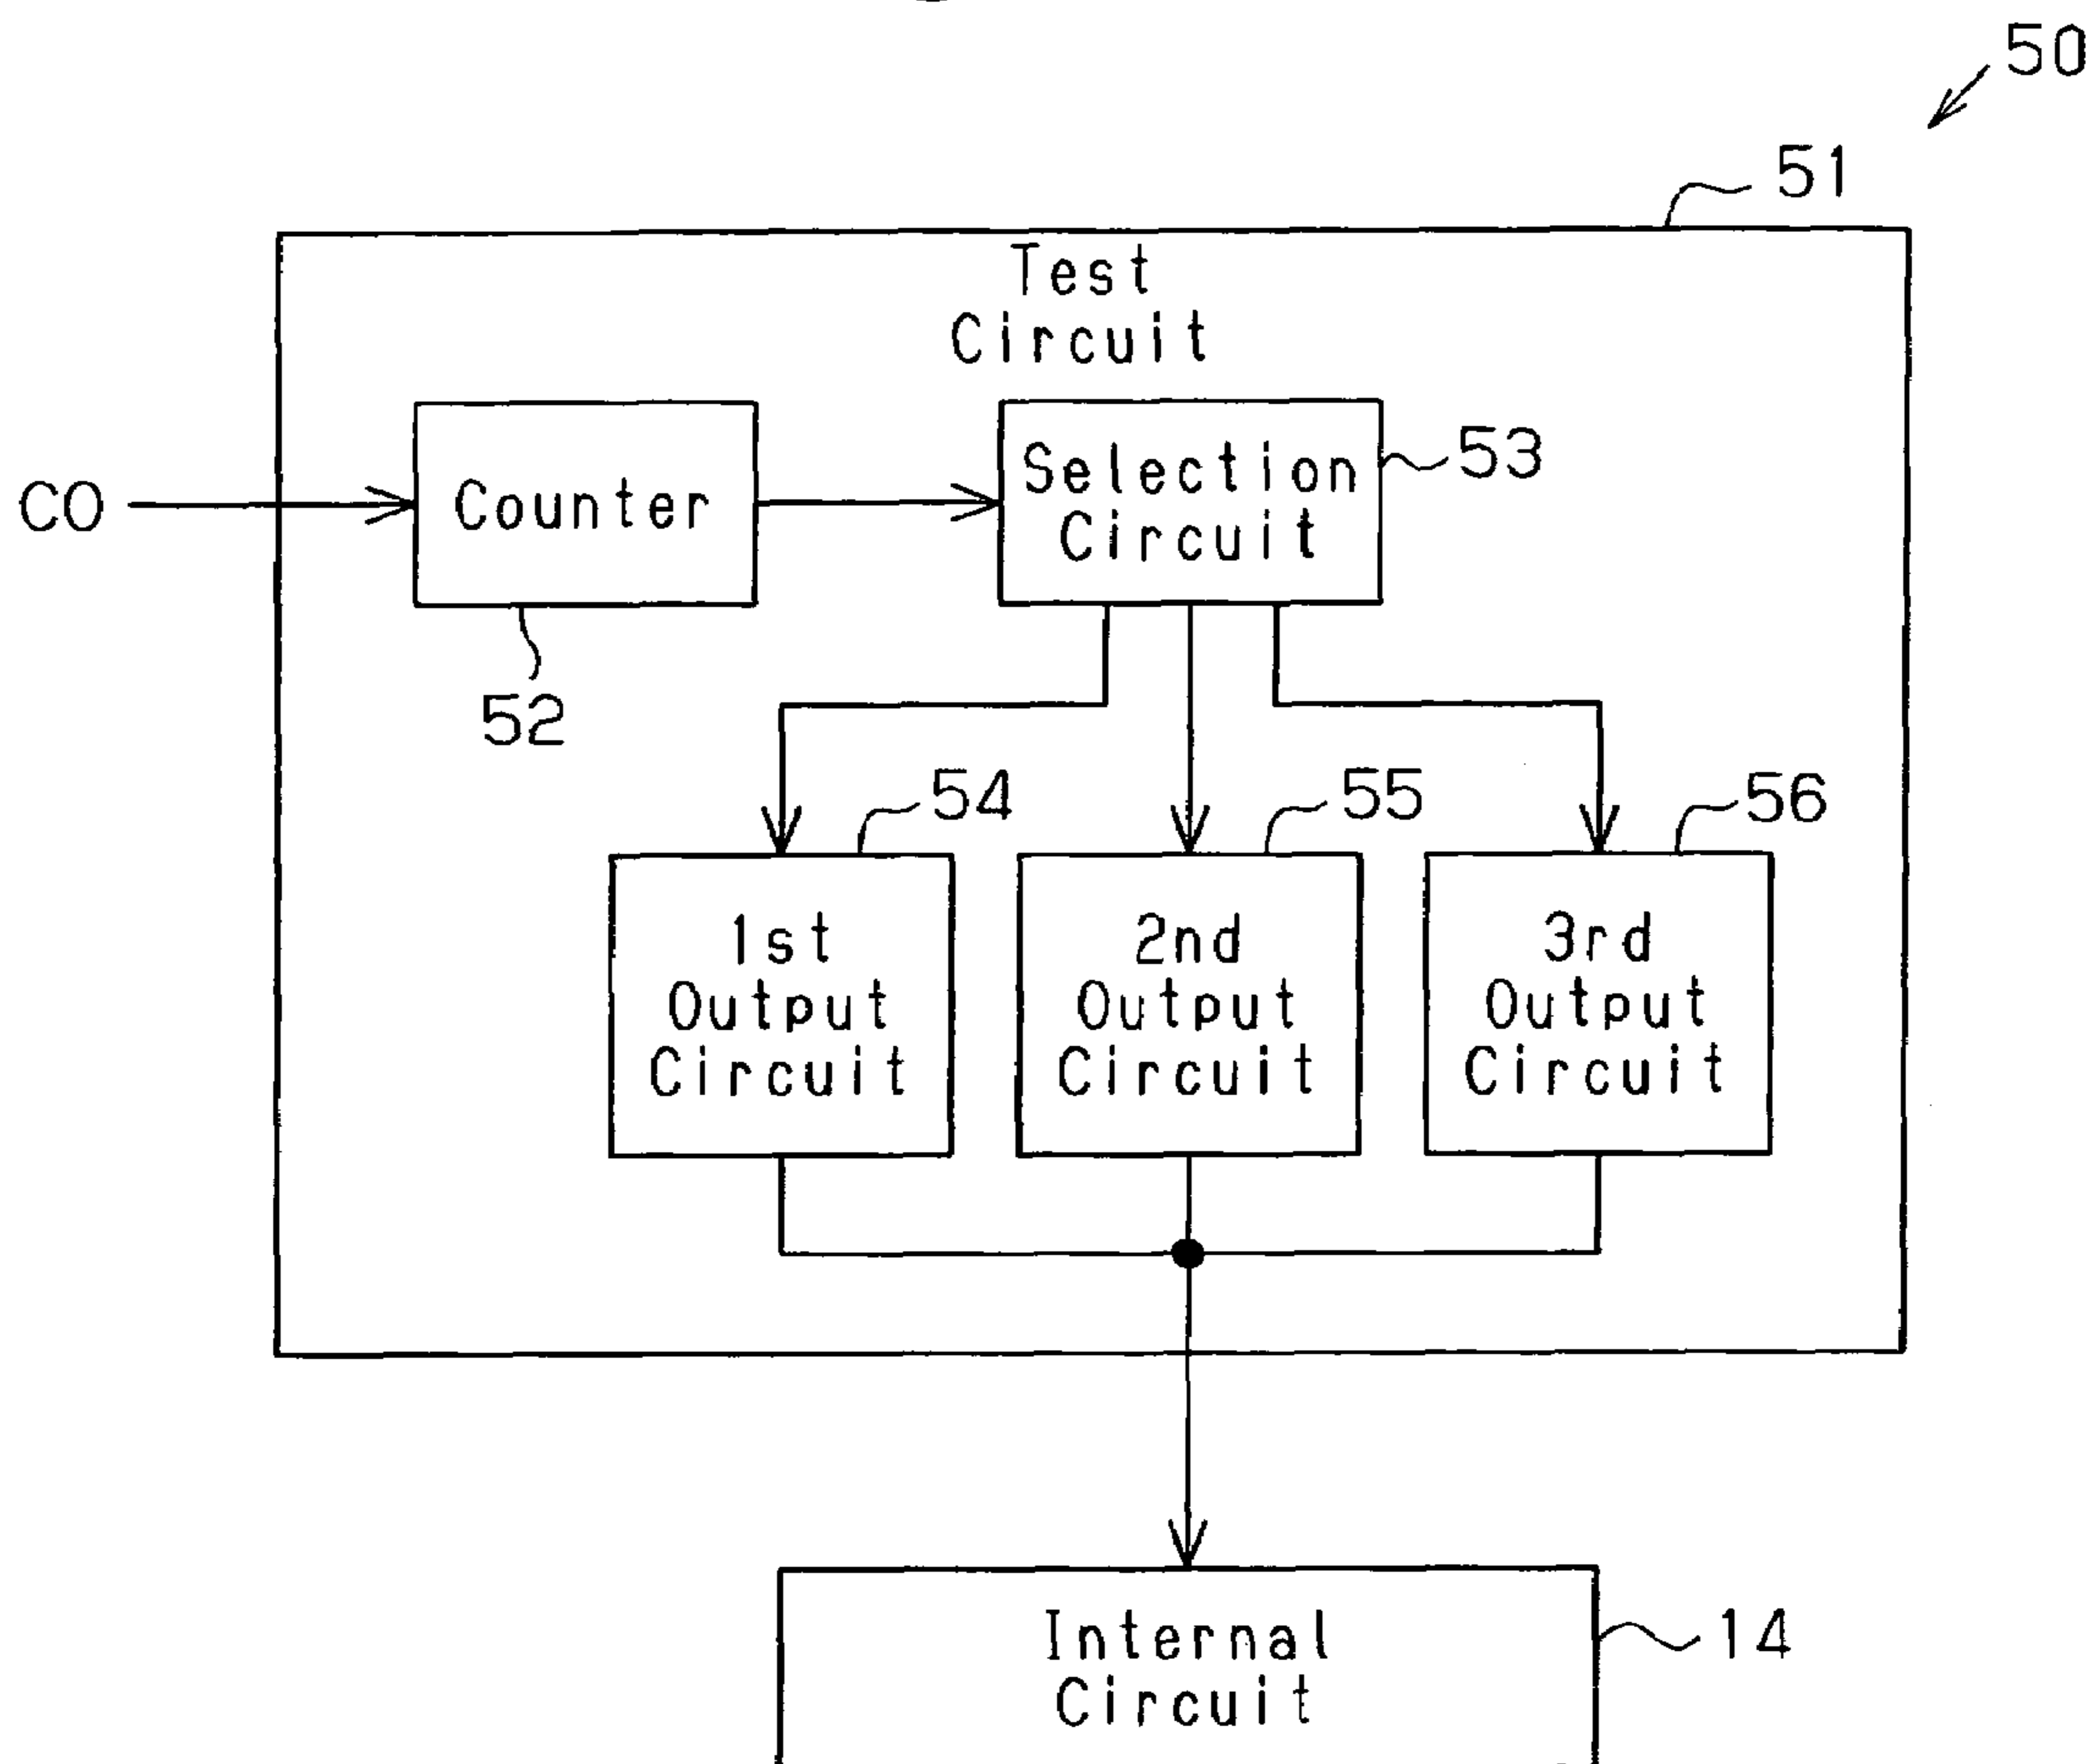 50
51
Test
Circuit
CO
Counter
Selection
Circuit
53
52
54
55
56
1st
Output
Circuit
2nd
Output
Circuit
3rd
Output
Circuit
Internal
Circuit
14